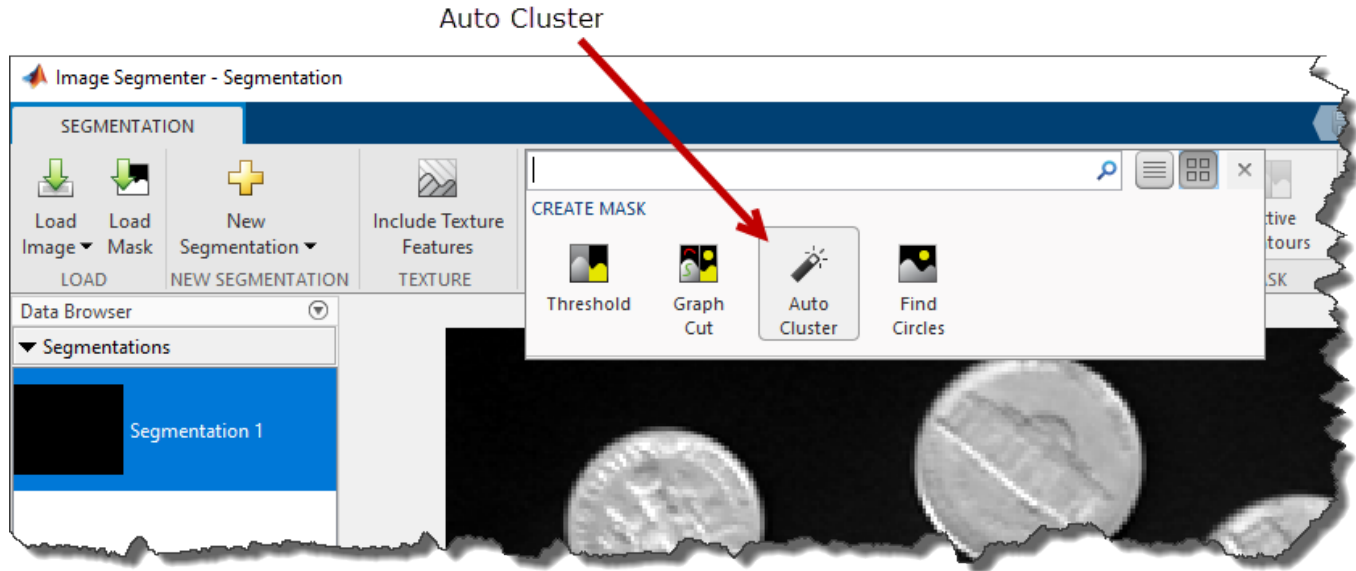 Auto Cluster
Image Segmenter - Segmentation
SEGMENTATION
Load
Image
Load
Mask
New
Segmentation
Include Texture
Features
LOAD
NEW SEGMENTATION
TEXTURE
CREATE MASK
Threshold
Graph
Cut
Auto
Cluster
Find
Circles
Data Browser
Segmentations
Segmentation 1